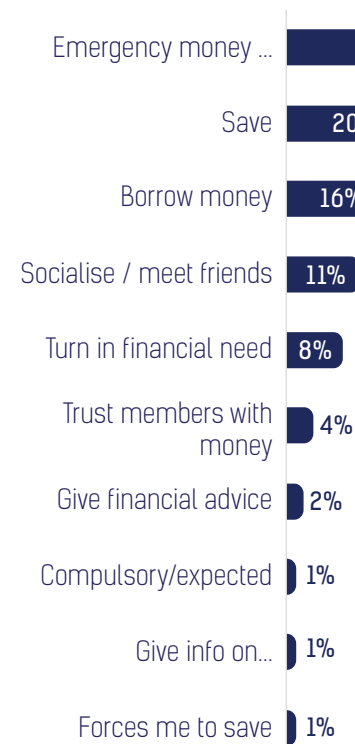 Emergency money ...
Save 20
Borrow money 16%
Socialise / meet friends 11%
Turn in financial need 8%
Trust members with
money 4%
Give financial advice 2%
Compulsory/expected 1%
Give info on... 1%
Forces me to save 1%